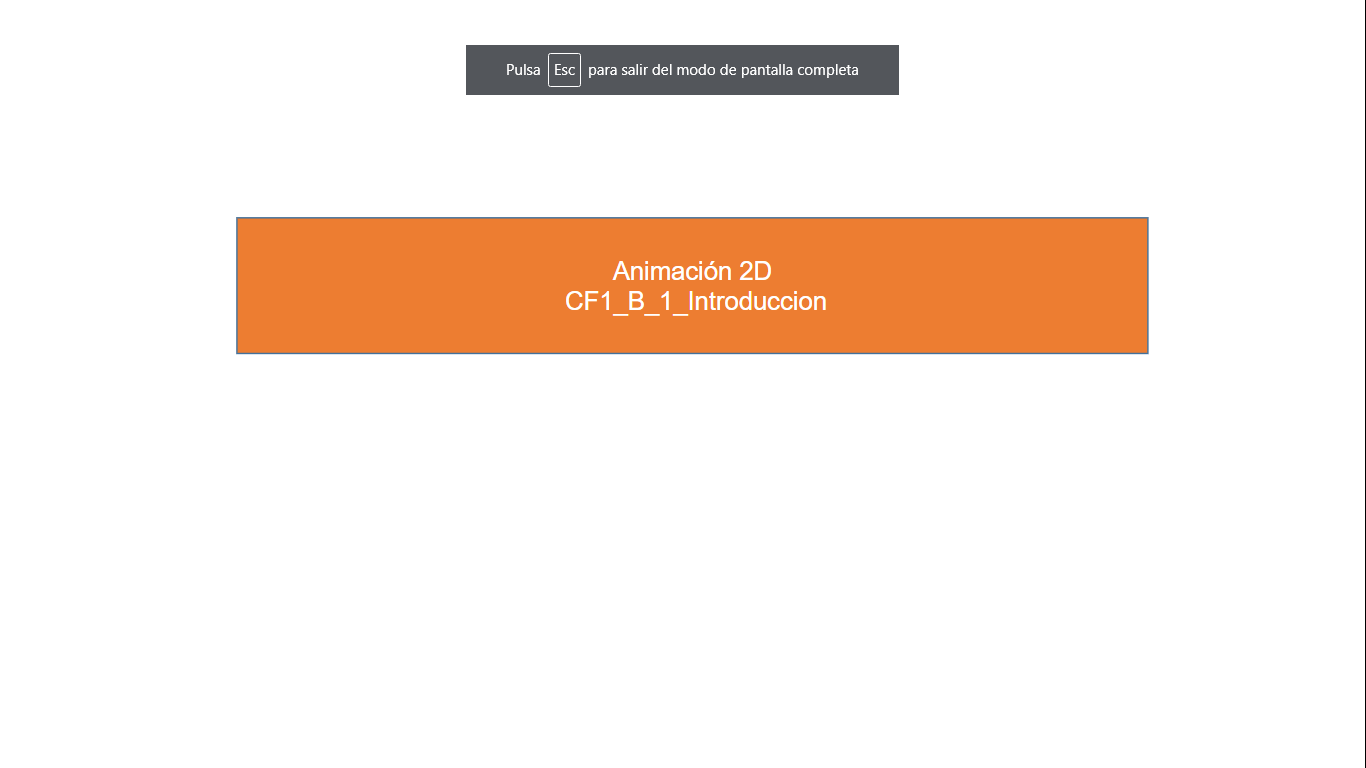 Pulsa Esc para salir del modo de pantalla completa
Animación 2D
CF1_B_1_Introduccion